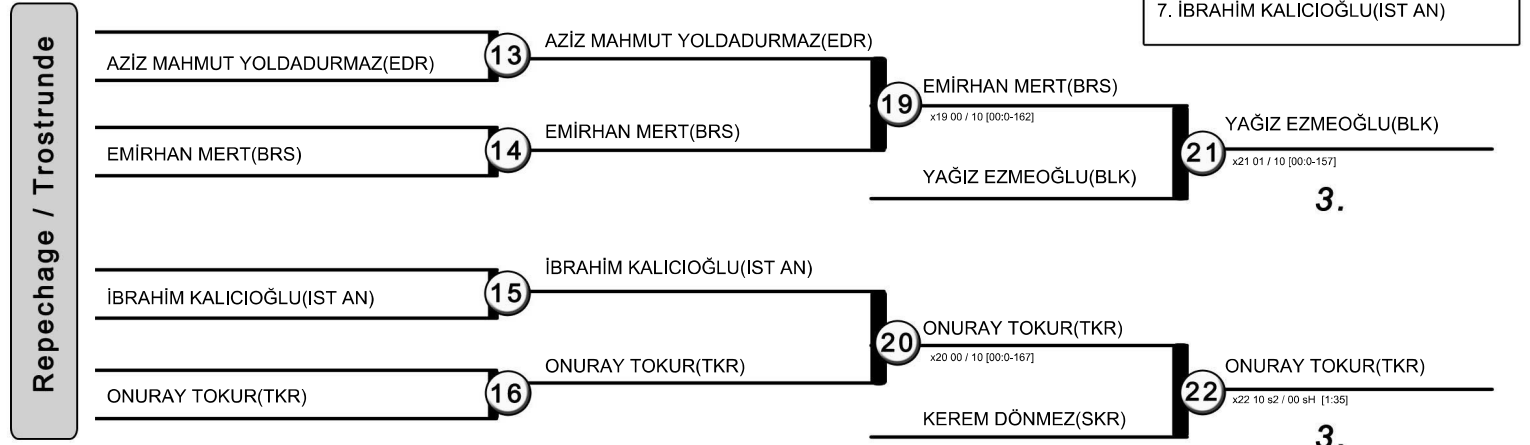 7. İBRAHİM KALICIOĞLU(IST AN)
Repechage / Trostrunde
AZİZ MAHMUT YOLDADURMAZ(EDR)
13
AZİZ MAHMUT YOLDADURMAZ(EDR)
EMİRHAN MERT(BRS)
14
EMİRHAN MERT(BRS)
19
EMİRHAN MERT(BRS)
x19 00 / 10 [00:0-162]
YAĞIZ EZMEOĞLU(BLK)
21
YAĞIZ EZMEOĞLU(BLK)
x21 01 / 10 [00:0-157]
3.
İBRAHİM KALICIOĞLU(IST AN)
15
İBRAHİM KALICIOĞLU(IST AN)
ONURAY TOKUR(TKR)
16
ONURAY TOKUR(TKR)
20
ONURAY TOKUR(TKR)
x20 00 / 10 [00:0-167]
KEREM DÖNMEZ(SKR)
22
ONURAY TOKUR(TKR)
x22 10 s2 / 00 sH [1:35]
3.